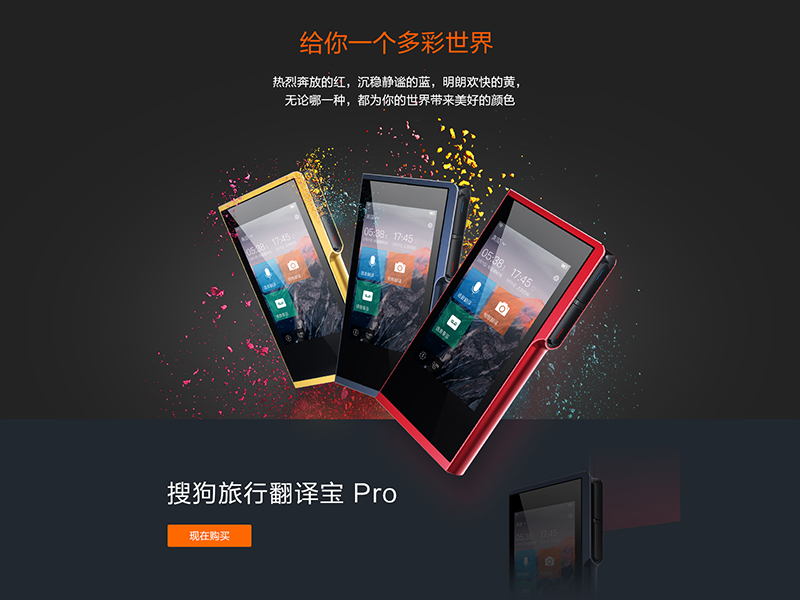 给你一个多彩世界
热烈奔放的红，沉稳静谧的蓝，明朗欢快的黄，
无论哪一种，都为你的世界带来美好的颜色
05:38
17:45
05:38
17:45
05:38
17:45
搜狗旅行翻译宝 Pro
现在购买